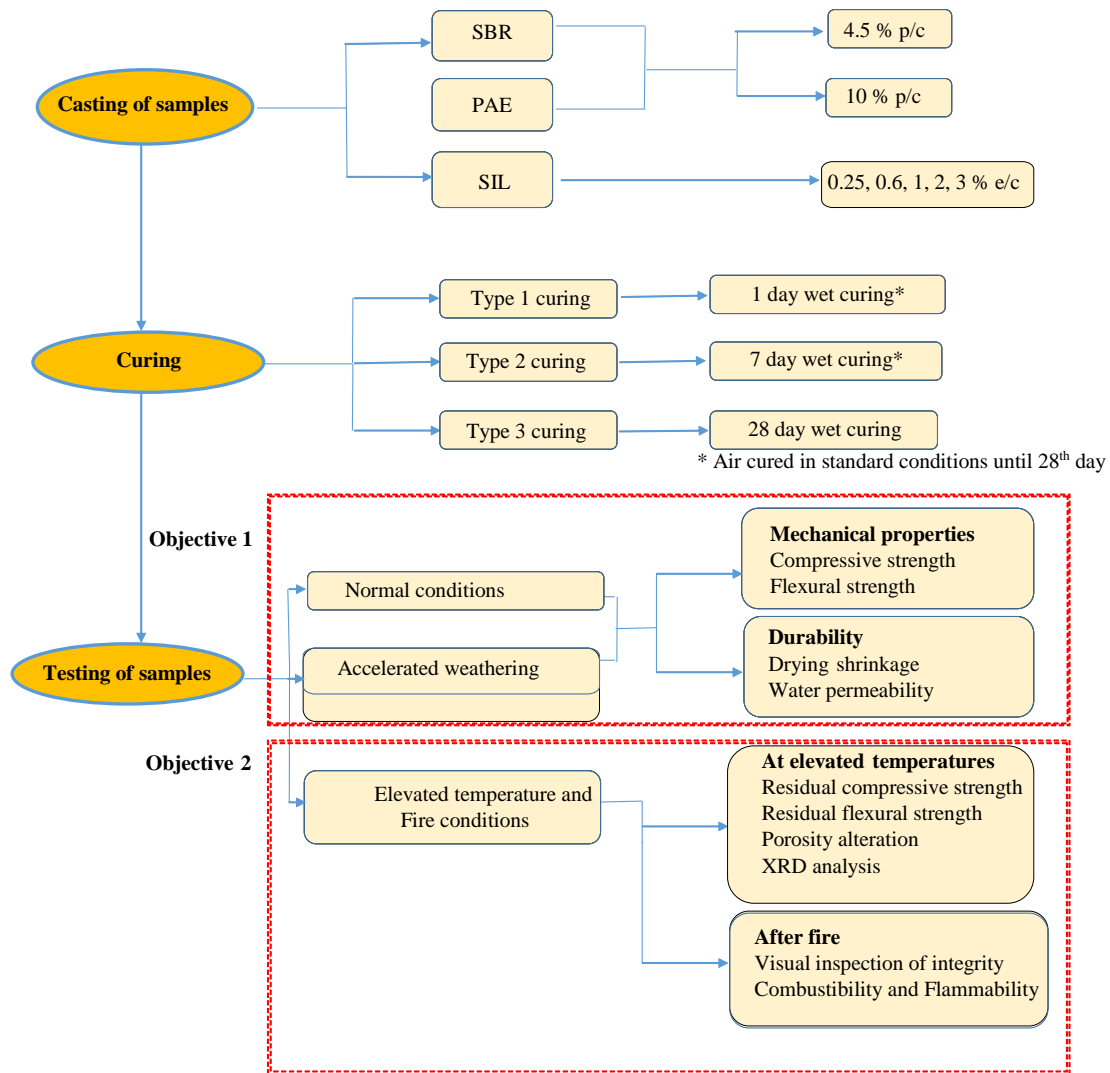 SBR
4.5 % p/c
Casting of samples
PAE
10 % p/c
SIL
0.25, 0.6, 1, 2, 3 % e/c
Type 1 curing
1 day wet curing*
Curing
Type 2 curing
7 day wet curing*
Type 3 curing
28 day wet curing
* Air cured in standard conditions until 28th day
Objective 1
Mechanical properties
Compressive strength
Flexural strength
Normal conditions
Testing of samples
Accelerated weathering
Durability
Drying shrinkage
Water permeability
Objective 2
Elevated temperature and
Fire conditions
At elevated temperatures
Residual compressive strength
Residual flexural strength
Porosity alteration
XRD analysis
After fire
Visual inspection of integrity
Combustibility and Flammability